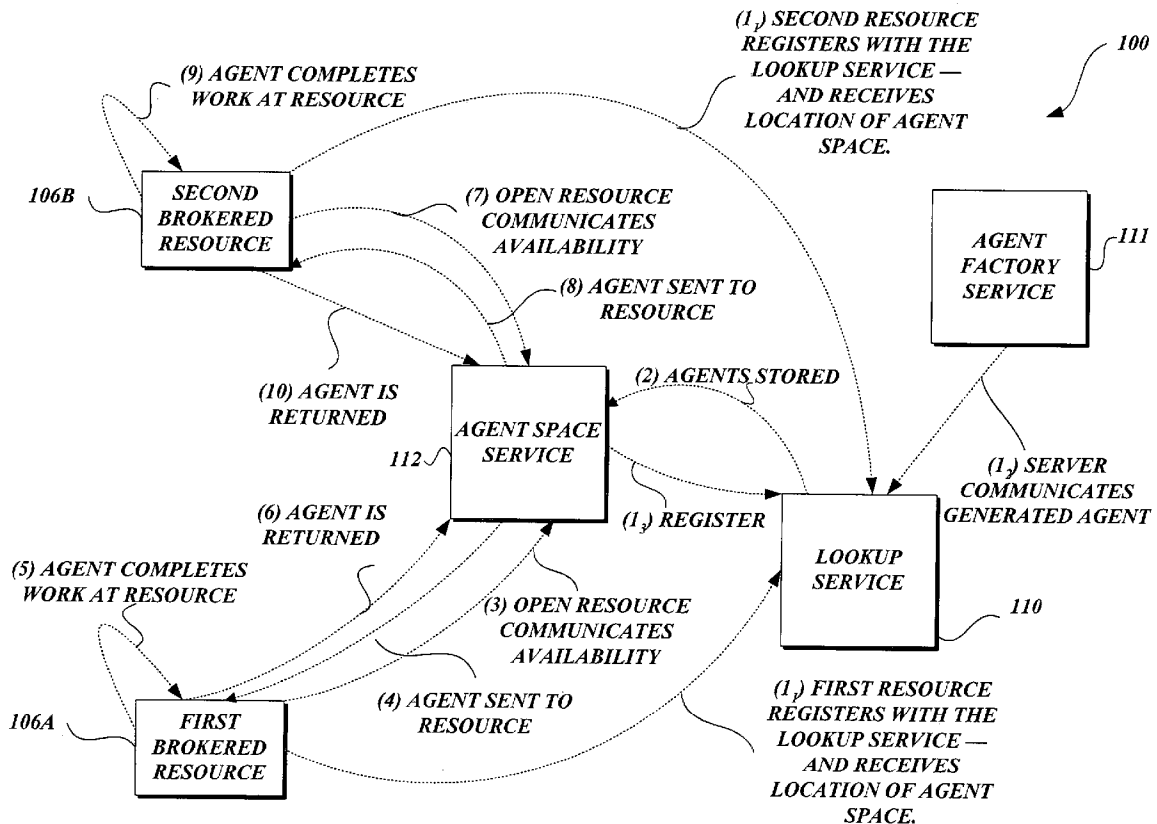 (1₁) SECOND RESOURCE
REGISTERS WITH THE
LOOKUP SERVICE —
AND RECEIVES
LOCATION OF AGENT
SPACE.
100
(9) AGENT COMPLETES
WORK AT RESOURCE
106B
SECOND
BROKERED
RESOURCE
(7) OPEN RESOURCE
COMMUNICATES
AVAILABILITY
AGENT
FACTORY
SERVICE
111
(8) AGENT SENT TO
RESOURCE
(10) AGENT IS
RETURNED
(2) AGENTS STORED
AGENT SPACE
SERVICE
112
(1₂) SERVER
COMMUNICATES
GENERATED AGENT
(6) AGENT IS
RETURNED
(1₃) REGISTER
LOOKUP
SERVICE
110
(5) AGENT COMPLETES
WORK AT RESOURCE
(3) OPEN RESOURCE
COMMUNICATES
AVAILABILITY
(4) AGENT SENT TO
RESOURCE
106A
FIRST
BROKERED
RESOURCE
(1₁) FIRST RESOURCE
REGISTERS WITH THE
LOOKUP SERVICE —
AND RECEIVES
LOCATION OF AGENT
SPACE.